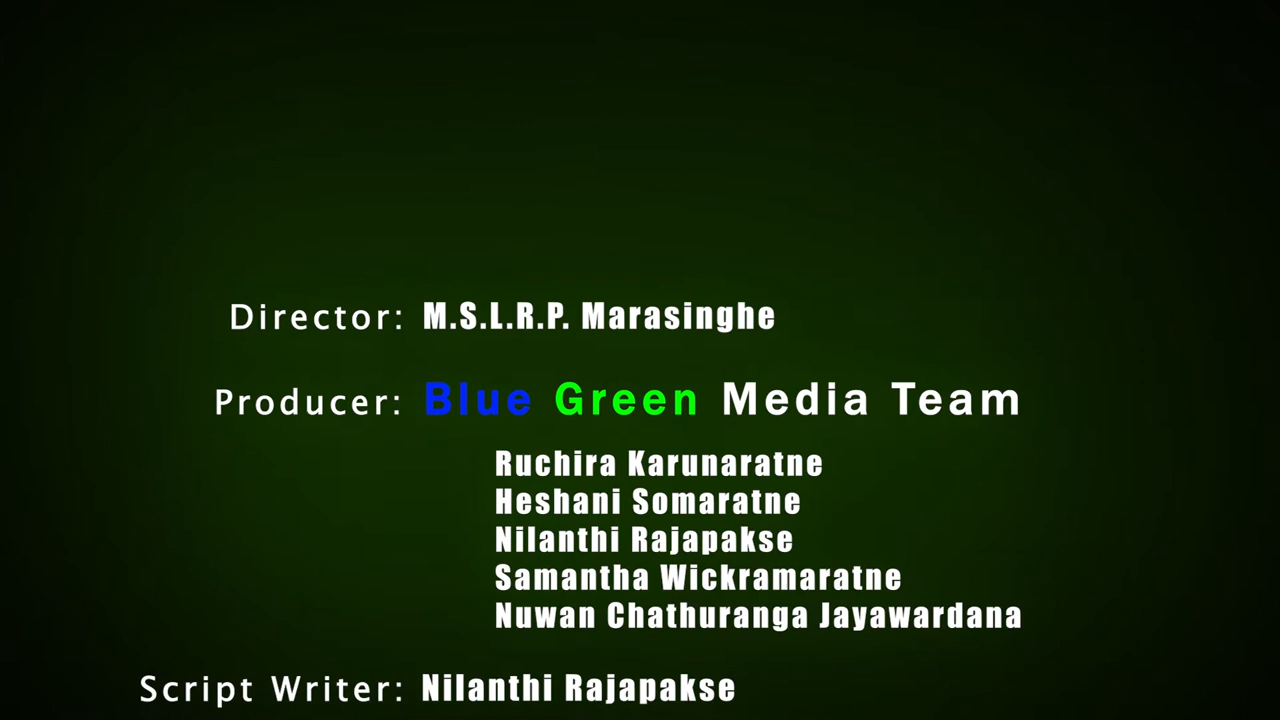 Director: M.S.L.R.P. Marasinghe
Producer: Blue Green Media Team
Ruchira Karunaratne
Heshani Somaratne
Nilanthi Rajapakse
Samantha Wickramaratne
Nuwan Chathuranga Jayawardana
Script Writer: Nilanthi Rajapakse